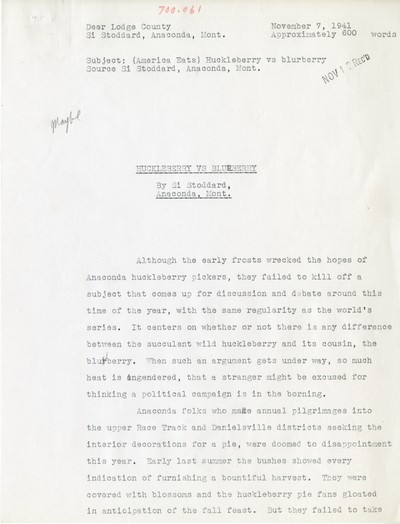 700.061
Deer Lodge County November 7, 1941
Si Stoddard, Anaconda, Mont. Approximately 600 words
Subject: (America Eats) Huckleberry vs blurberry
Source Si Stoddard, Anaconda, Mont.
NOV 12 REC'D
Maybe
HUCKLEBERRY VS BLURBERRY
By Si Stoddard,
Anaconda, Mont.
Although the early frosts wrecked the hopes of
Anaconda huckleberry pickers, they failed to kill off a
subject that comes up for discussion and debate around this
time of the year, with the same regularity as the world's
series. It centers on whether or not there is any difference
between the succulent wild huckleberry and its cousin, the
blurberry. When such an argument gets under way, so much
heat is engendered, that a stranger might be excused for
thinking a political campaign is in the borning.
Anaconda folks who make annual pilgrimages into
the upper Race Track and Danielsville districts seeking the
interior decorations for a pie, were doomed to disappointment
this year. Early last summer the bushes showed every
indication of furnishing a bountiful harvest. They were
covered with blossoms and the huckleberry pie fans gloated
in anticipation of the fall feast. But they failed to take